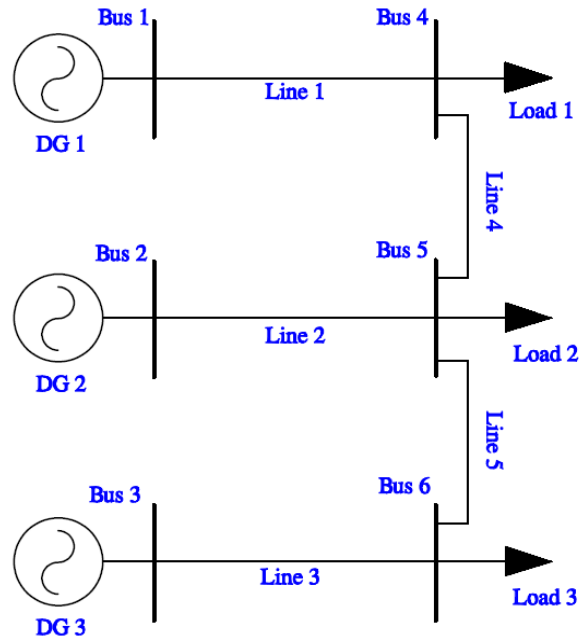 Bus 1
Bus 4
Line 1
Load 1
DG 1
Line 4
Bus 2
Bus 5
Line 2
Load 2
DG 2
Line 5
Bus 3
Bus 6
Line 3
Load 3
DG 3